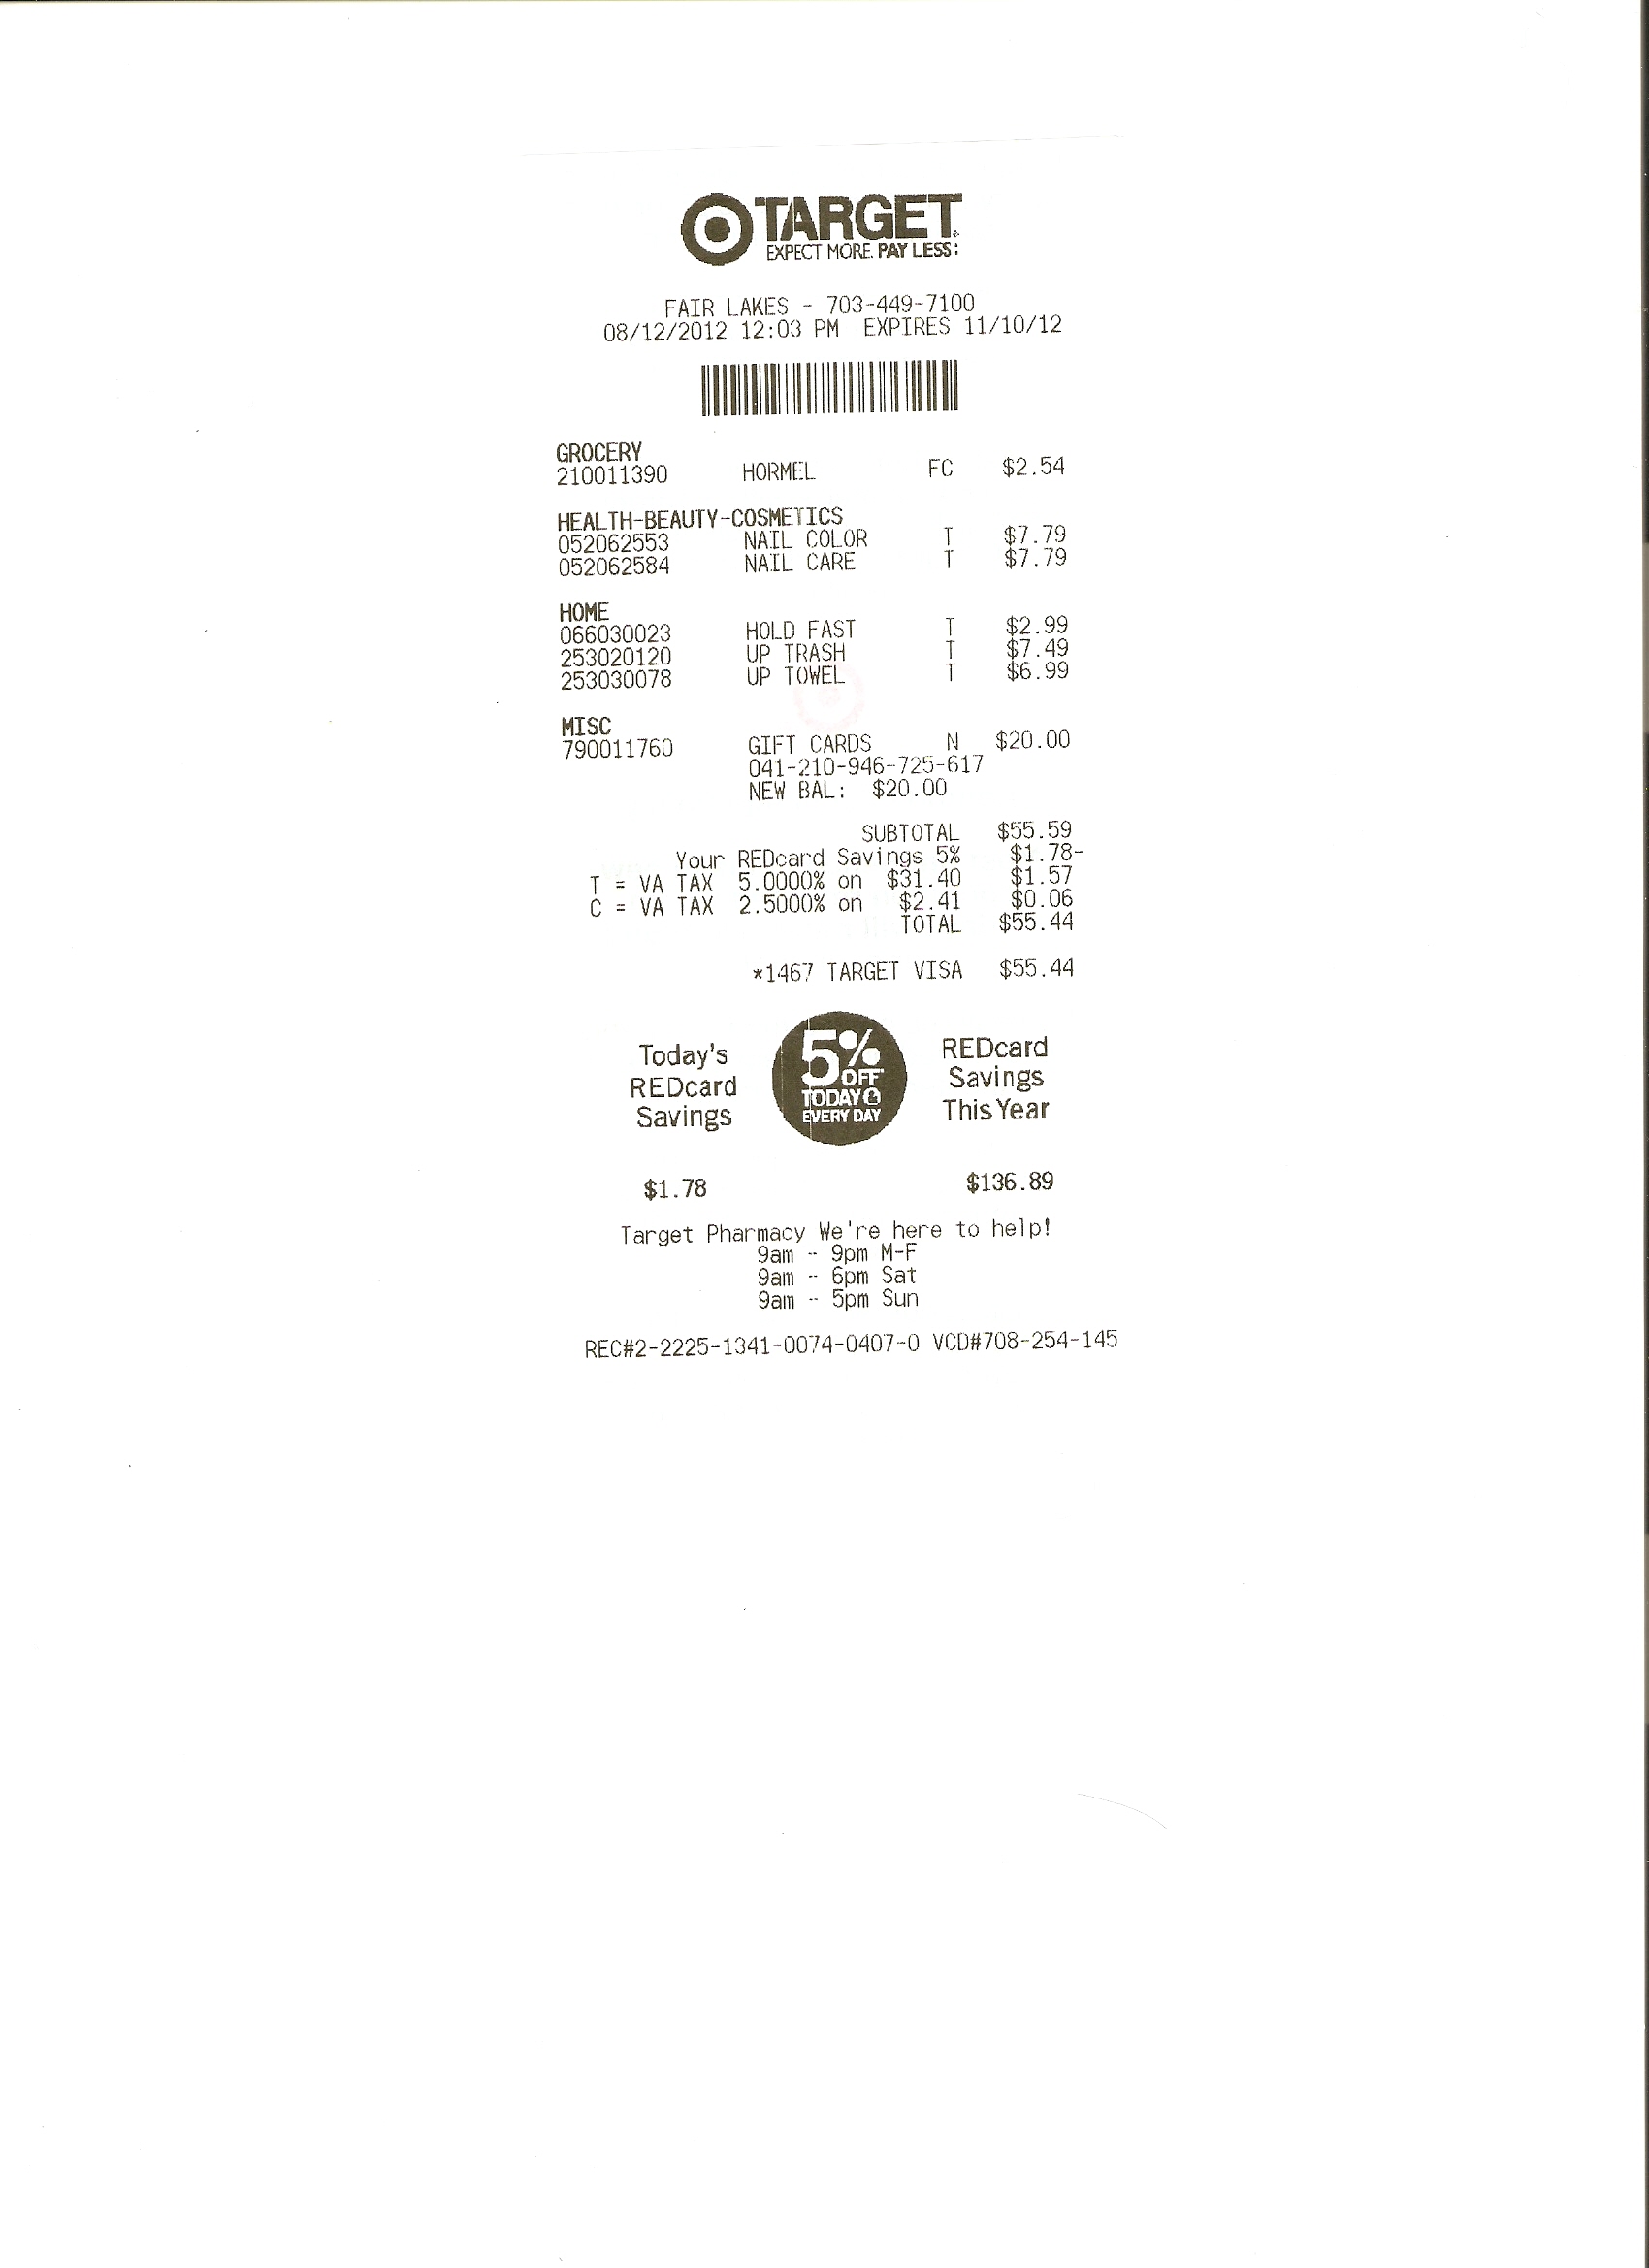 TARGET
EXPECT MORE. PAY LESS.
FAIR LAKES - 703-449-7100
08/12/2012 12:03 PM EXPIRES 11/10/12
GROCERY
210011390 HORMEL FC $2.54
HEALTH-BEAUTY-COSMETICS
052062553 NAIL COLOR T $7.79
052062584 NAIL CARE T $7.79
HOME
066030023 HOLD FAST T $2.99
253020120 UP TRASH T $7.49
253030078 UP TOWEL T $6.99
MISC
790011760 GIFT CARDS N $20.00
041-210-946-725-617
NEW BAL: $20.00
SUBTOTAL $55.59
Your REDcard Savings 5% $1.78-
T = VA TAX 5.0000% on $31.40 $1.57
C = VA TAX 2.5000% on $2.41 $0.06
TOTAL $55.44
*1467 TARGET VISA $55.44
Today's
REDcard
Savings
5%
OFF
TODAY &
EVERY DAY
REDcard
Savings
This Year
$1.78 $136.89
Target Pharmacy We're here to help!
9am - 9pm M-F
9am - 6pm Sat
9am - 5pm Sun
REC#2-2225-1341-0074-0407-0 VCD#708-254-145